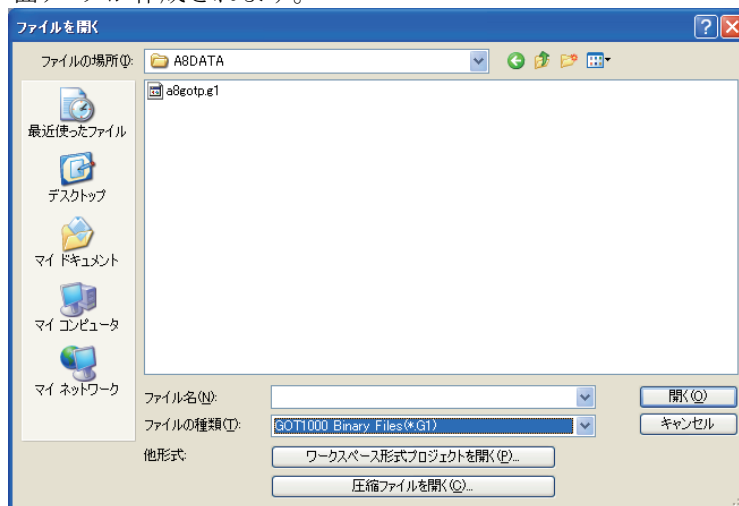 ファイルを開く
ファイルの場所(I):
A8DATA
a8gotp.g1
最近使ったファイル
デスクトップ
マイ ドキュメント
マイ コンピュータ
マイ ネットワーク
ファイル名(N):
開く(O)
ファイルの種類(T):
GOT1000 Binary Files(*.G1)
キャンセル
他形式:
ワークスペース形式プロジェクトを開く(P)...
圧縮ファイルを開く(C)...